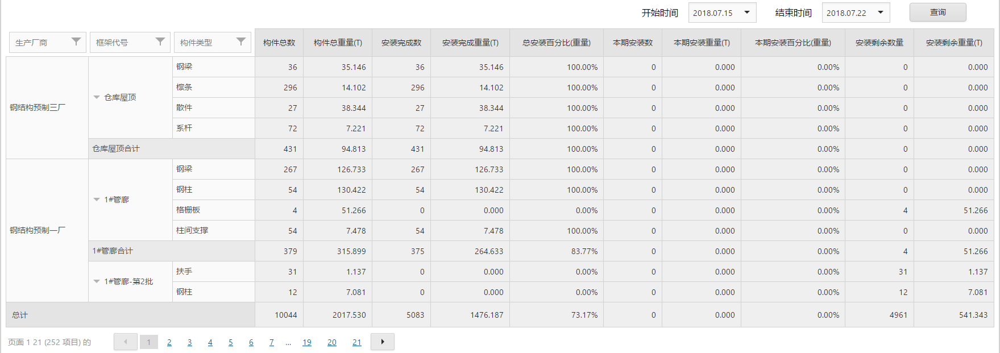 开始时间 2018.07.15 结束时间 2018.07.22 查询
生产厂商 框架代号 构件类型 构件总数 构件总重量(T) 安装完成数 安装完成重量(T) 总安装百分比(重量) 本期安装数 本期安装重量(T) 本期安装百分比(重量) 安装剩余数量 安装剩余重量(T)
钢梁 36 35.146 36 35.146 100.00% 0 0.000 0.00% 0 0.000
檩条 296 14.102 296 14.102 100.00% 0 0.000 0.00% 0 0.000
仓库屋顶
钢结构预制三厂 散件 27 38.344 27 38.344 100.00% 0 0.000 0.00% 0 0.000
系杆 72 7.221 72 7.221 100.00% 0 0.000 0.00% 0 0.000
仓库屋顶合计 431 94.813 431 94.813 100.00% 0 0.000 0.00% 0 0.000
钢梁 267 126.733 267 126.733 100.00% 0 0.000 0.00% 0 0.000
钢柱 54 130.422 54 130.422 100.00% 0 0.000 0.00% 0 0.000
1#管廊
格栅板 4 51.266 0 0.000 0.00% 0 0.000 0.00% 4 51.266
钢结构预制一厂 柱间支撑 54 7.478 54 7.478 100.00% 0 0.000 0.00% 0 0.000
1#管廊合计 379 315.899 375 264.633 83.77% 0 0.000 0.00% 4 51.266
扶手 31 1.137 0 0.000 0.00% 0 0.000 0.00% 31 1.137
1#管廊-第2批
钢柱 12 7.081 0 0.000 0.00% 0 0.000 0.00% 12 7.081
总计 10044 2017.530 5083 1476.187 73.17% 0 0.000 0.00% 4961 541.343
页面 1 21 (252 项目) 的 1 2 3 4 5 6 7 ... 19 20 21